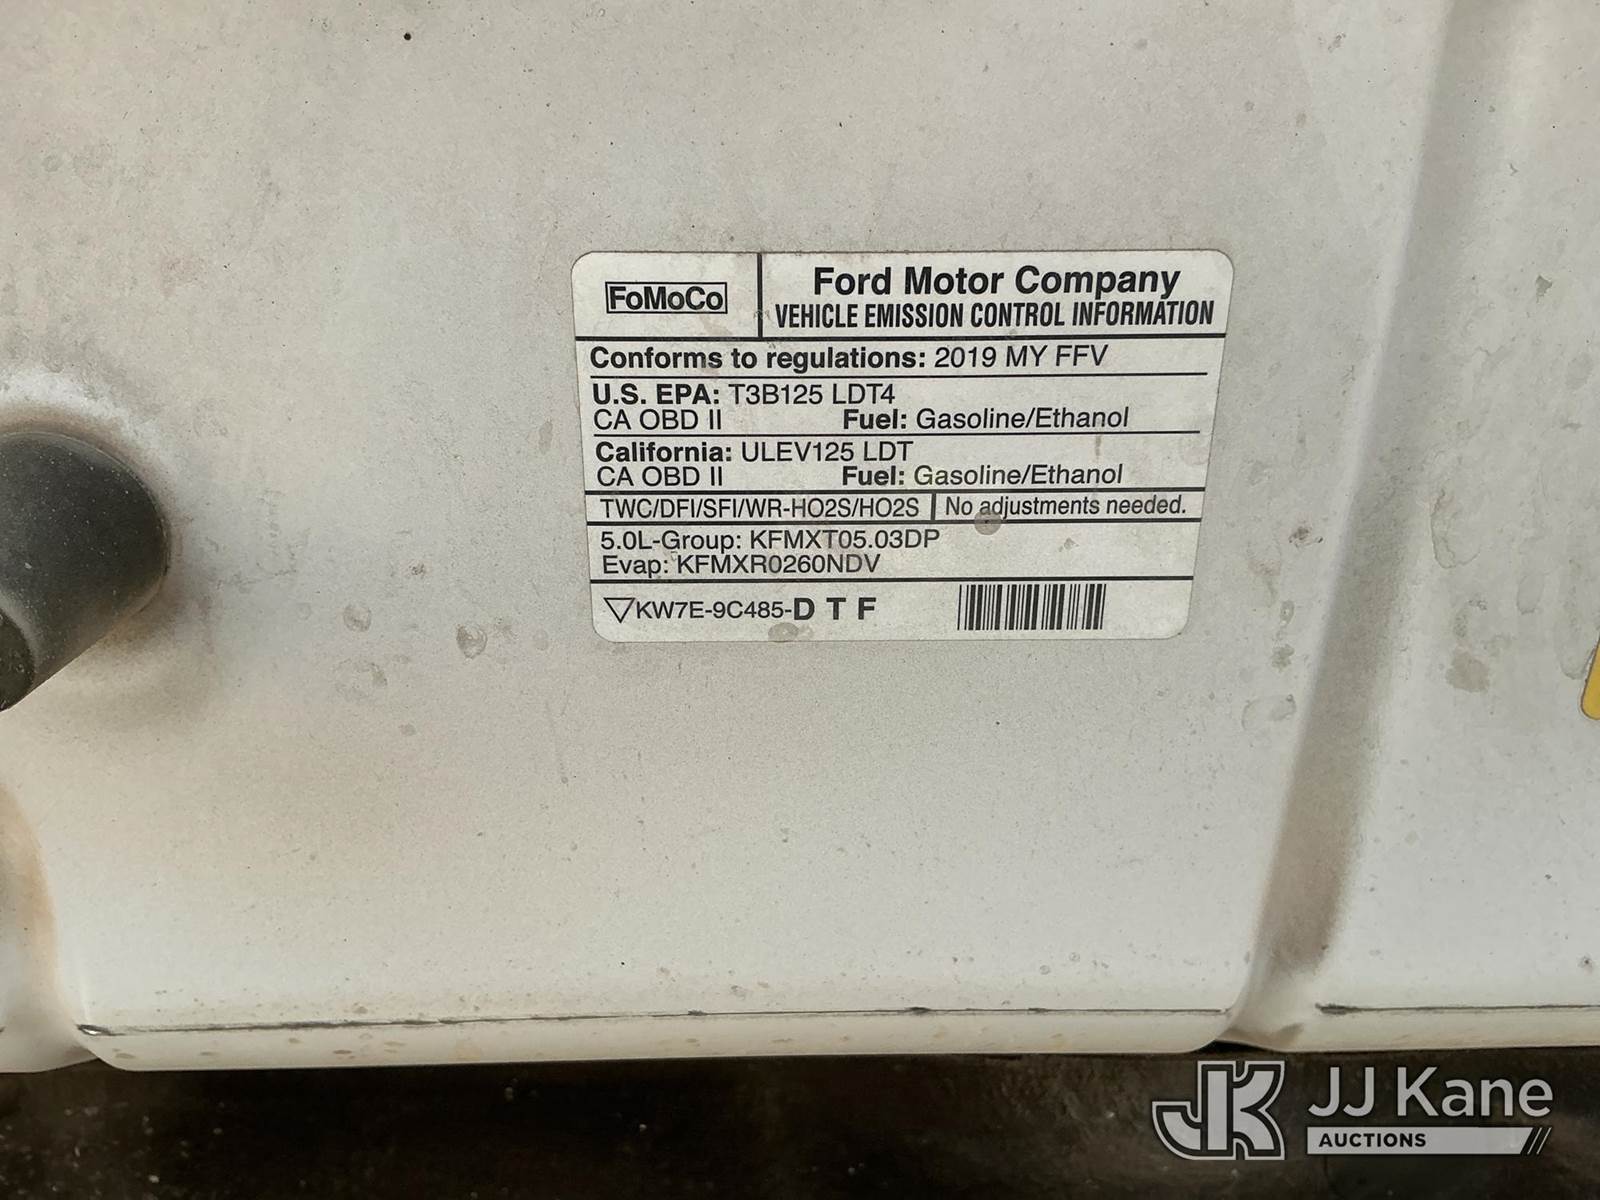 FoMoCo
Ford Motor Company
VEHICLE EMISSION CONTROL INFORMATION
Conforms to regulations: 2019 MY FFV
U.S. EPA: T3B125 LDT4
CA OBD II Fuel: Gasoline/Ethanol
California: ULEV125 LDT
CA OBD II Fuel: Gasoline/Ethanol
TWC/DFI/SFI/WR-HO2S/HO2S No adjustments needed.
5.0L-Group: KFMXT05.03DP
Evap: KFMXR0260NDV
KW7E-9C485-D T F
JK JJ Kane
AUCTIONS